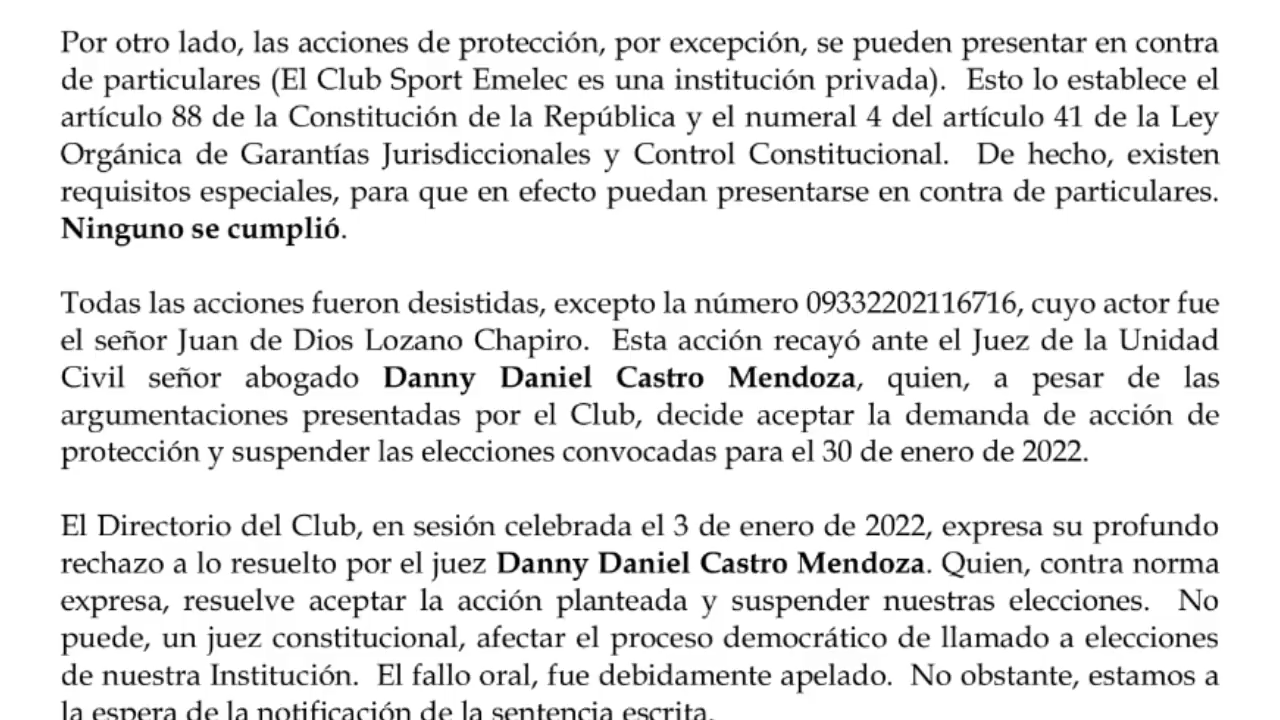 Por otro lado, las acciones de protección, por excepción, se pueden presentar en contra
de particulares (El Club Sport Emelec es una institución privada).  Esto lo establece el
artículo 88 de la Constitución de la República y el numeral 4 del artículo 41 de la Ley
Orgánica de Garantías Jurisdiccionales y Control Constitucional.  De hecho, existen
requisitos especiales, para que en efecto puedan presentarse en contra de particulares.
Ninguno se cumplió.
Todas las acciones fueron desistidas, excepto la número 09332202116716, cuyo actor fue
el señor Juan de Dios Lozano Chapiro.  Esta acción recayó ante el Juez de la Unidad
Civil señor abogado Danny Daniel Castro Mendoza, quien, a pesar de las
argumentaciones presentadas por el Club, decide aceptar la demanda de acción de
protección y suspender las elecciones convocadas para el 30 de enero de 2022.
El Directorio del Club, en sesión celebrada el 3 de enero de 2022, expresa su profundo
rechazo a lo resuelto por el juez Danny Daniel Castro Mendoza. Quien, contra norma
expresa, resuelve aceptar la acción planteada y suspender nuestras elecciones.  No
puede, un juez constitucional, afectar el proceso democrático de llamado a elecciones
de nuestra Institución.  El fallo oral, fue debidamente apelado.  No obstante, estamos a
la espera de la notificación de la sentencia escrita.